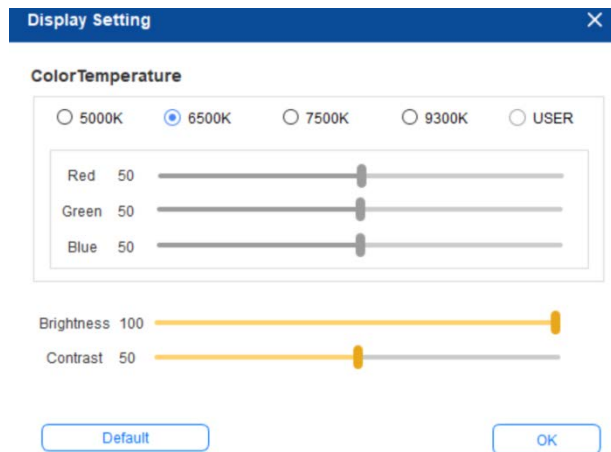 Display Setting
ColorTemperature
5000K 6500K 7500K 9300K USER
Red 50
Green 50
Blue 50
Brightness 100
Contrast 50
Default OK